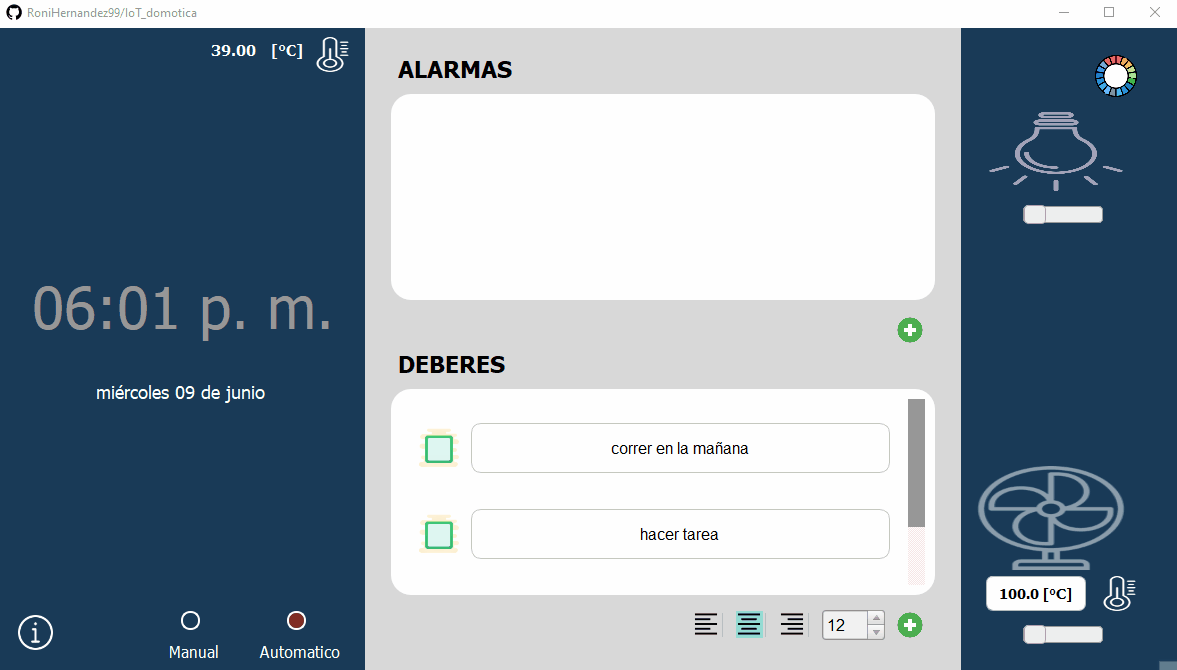 RoniHernandez99/IoT_domotica
39.00 [ºC]
ALARMAS
06:01 p. m.
miércoles 09 de junio
DEBERES
correr en la mañana
hacer tarea
100.0 [ºC]
12
Manual
Automatico